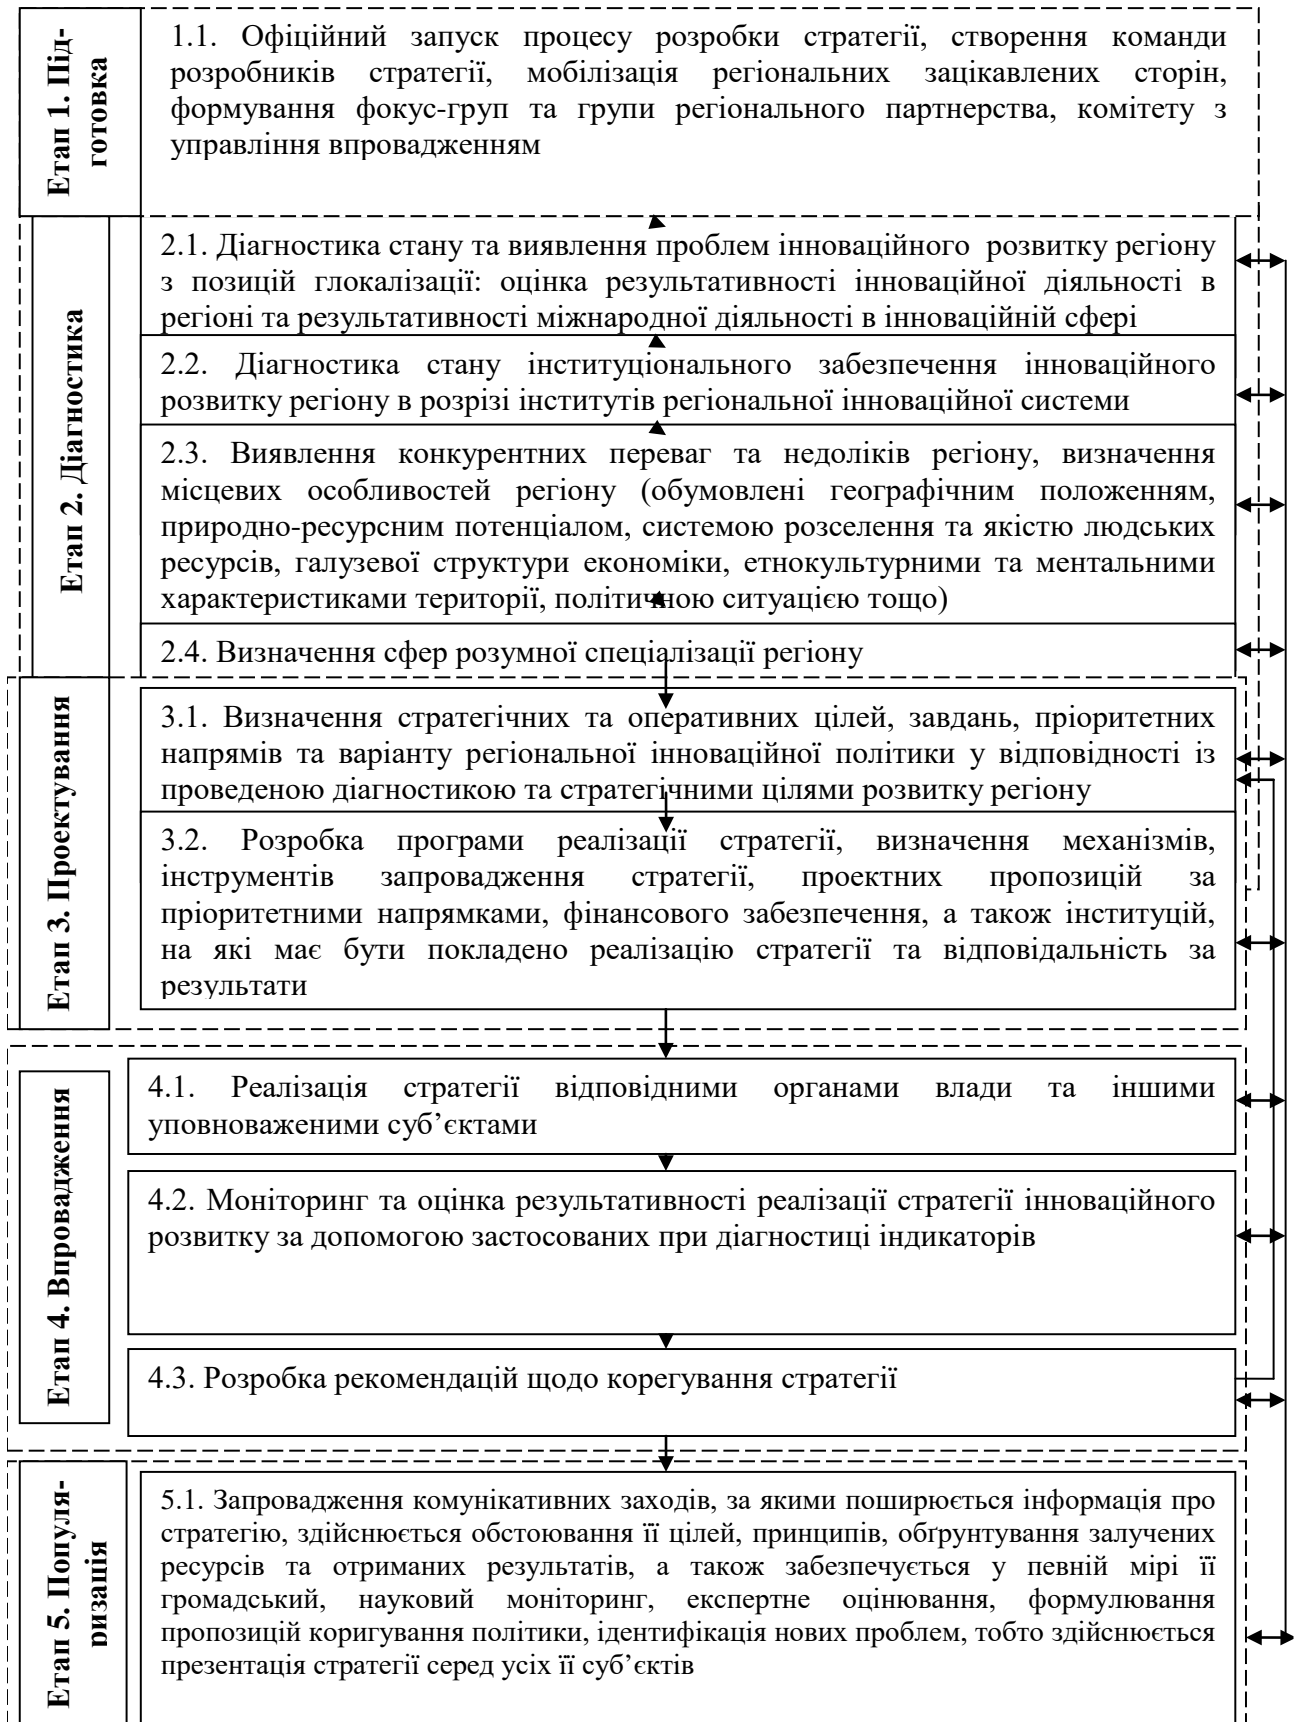 Етап 1. Під-
готовка
1.1. Офіційний запуск процесу розробки стратегії, створення команди
розробників стратегії, мобілізація регіональних зацікавлених сторін,
формування фокус-груп та групи регіонального партнерства, комітету з
управління впровадженням
Етап 2. Діагностика
2.1. Діагностика стану та виявлення проблем інноваційного розвитку регіону
з позицій глокалізації: оцінка результативності інноваційної діяльності в
регіоні та результативності міжнародної діяльності в інноваційній сфері
2.2. Діагностика стану інституціонального забезпечення інноваційного
розвитку регіону в розрізі інститутів регіональної інноваційної системи
2.3. Виявлення конкурентних переваг та недоліків регіону, визначення
місцевих особливостей регіону (обумовлені географічним положенням,
природно-ресурсним потенціалом, системою розселення та якістю людських
ресурсів, галузевої структури економіки, етнокультурними та ментальними
характеристиками території, політичною ситуацією тощо)
2.4. Визначення сфер розумної спеціалізації регіону
Етап 3. Проектування
3.1. Визначення стратегічних та оперативних цілей, завдань, пріоритетних
напрямів та варіанту регіональної інноваційної політики у відповідності із
проведеною діагностикою та стратегічними цілями розвитку регіону
3.2. Розробка програми реалізації стратегії, визначення механізмів,
інструментів запровадження стратегії, проектних пропозицій за
пріоритетними напрямками, фінансового забезпечення, а також інституцій,
на які має бути покладено реалізацію стратегії та відповідальність за
результати
Етап 4. Впровадження
4.1. Реалізація стратегії відповідними органами влади та іншими
уповноваженими суб’єктами
4.2. Моніторинг та оцінка результативності реалізації стратегії інноваційного
розвитку за допомогою застосованих при діагностиці індикаторів
4.3. Розробка рекомендацій щодо корегування стратегії
Етап 5. Популя-
ризація
5.1. Запровадження комунікативних заходів, за якими поширюється інформація про
стратегію, здійснюється обстоювання її цілей, принципів, обґрунтування залучених
ресурсів та отриманих результатів, а також забезпечується у певній мірі її
громадський, науковий моніторинг, експертне оцінювання, формулювання
пропозицій коригування політики, ідентифікація нових проблем, тобто здійснюється
презентація стратегії серед усіх її суб’єктів